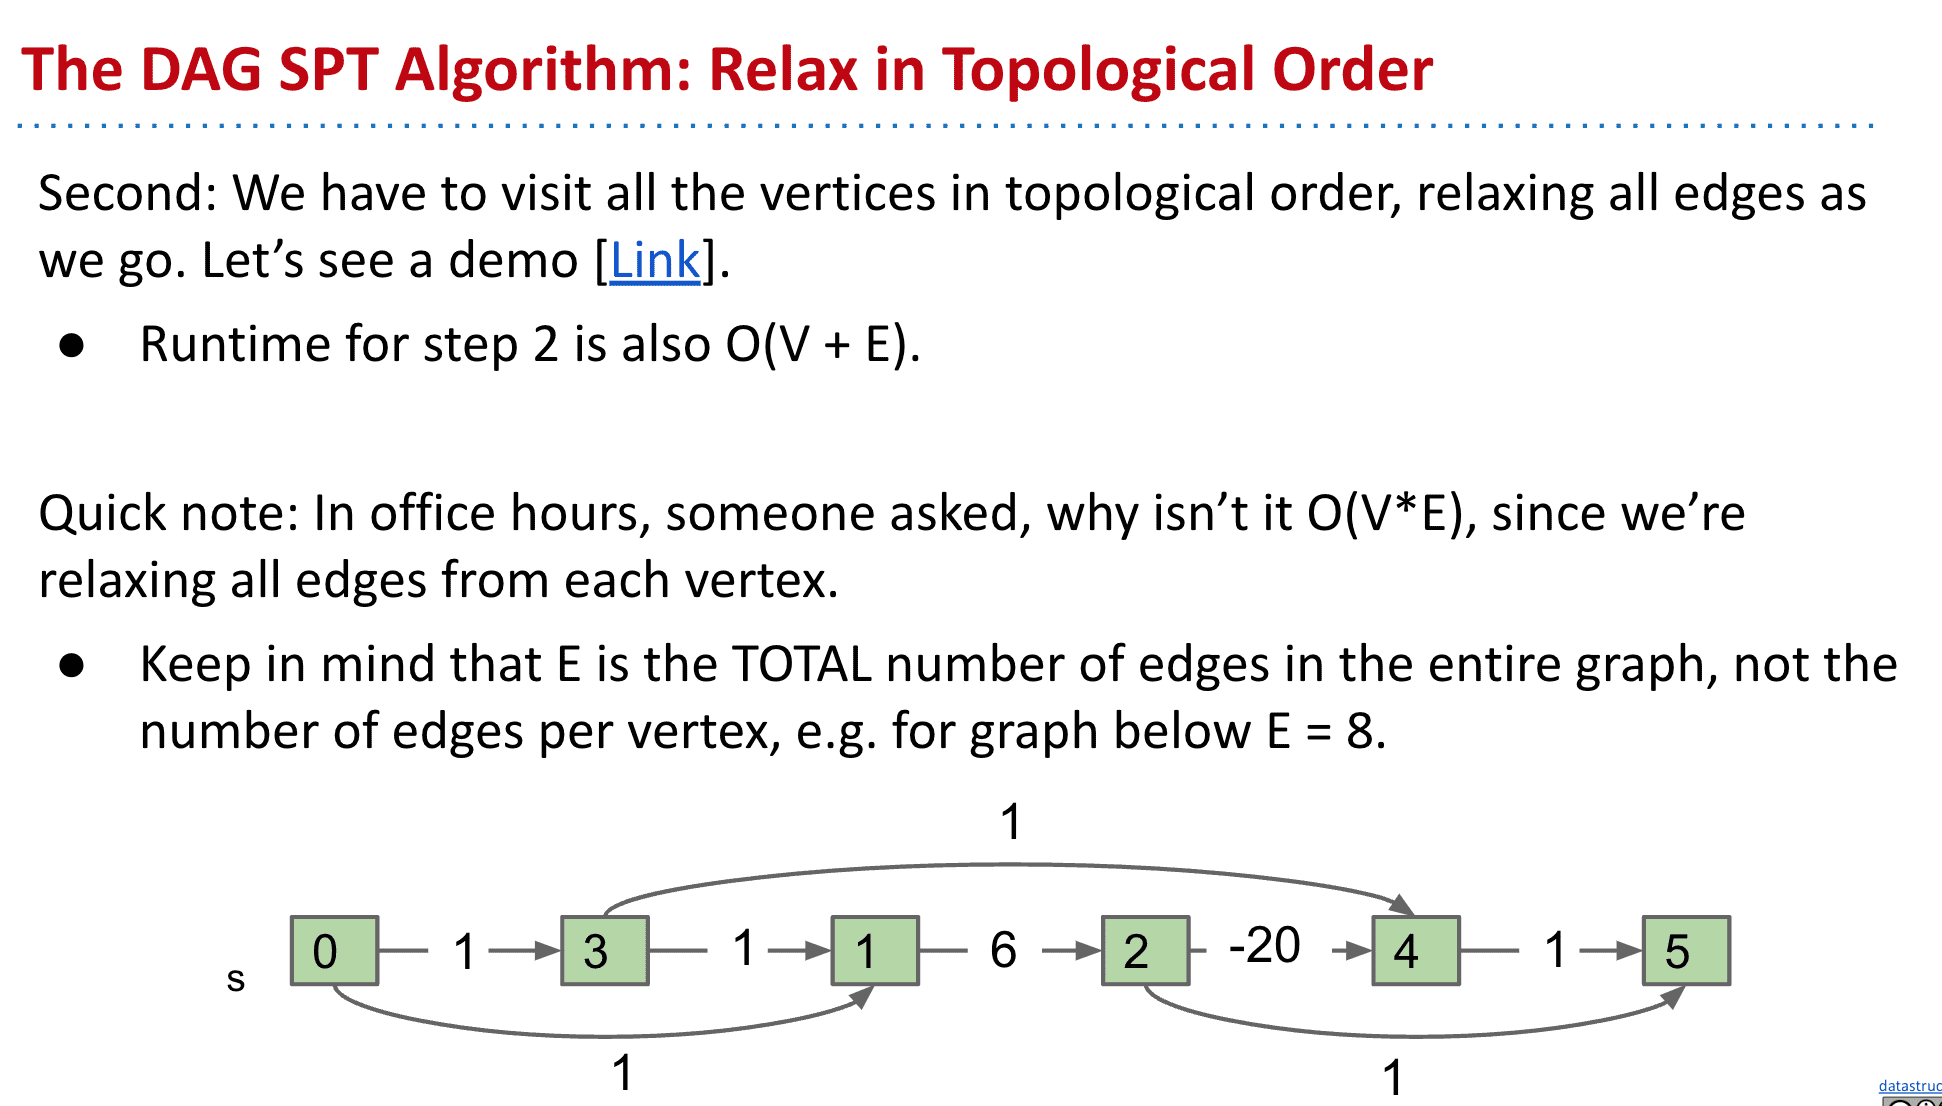 The DAG SPT Algorithm: Relax in Topological Order
Second: We have to visit all the vertices in topological order, relaxing all edges as
we go. Let’s see a demo [Link].
● Runtime for step 2 is also O(V + E).
Quick note: In office hours, someone asked, why isn’t it O(V*E), since we’re
relaxing all edges from each vertex.
● Keep in mind that E is the TOTAL number of edges in the entire graph, not the
number of edges per vertex, e.g. for graph below E = 8.
1
0 1 3 1 1 6 2 -20 4 1 5
s
1 1
datastruc